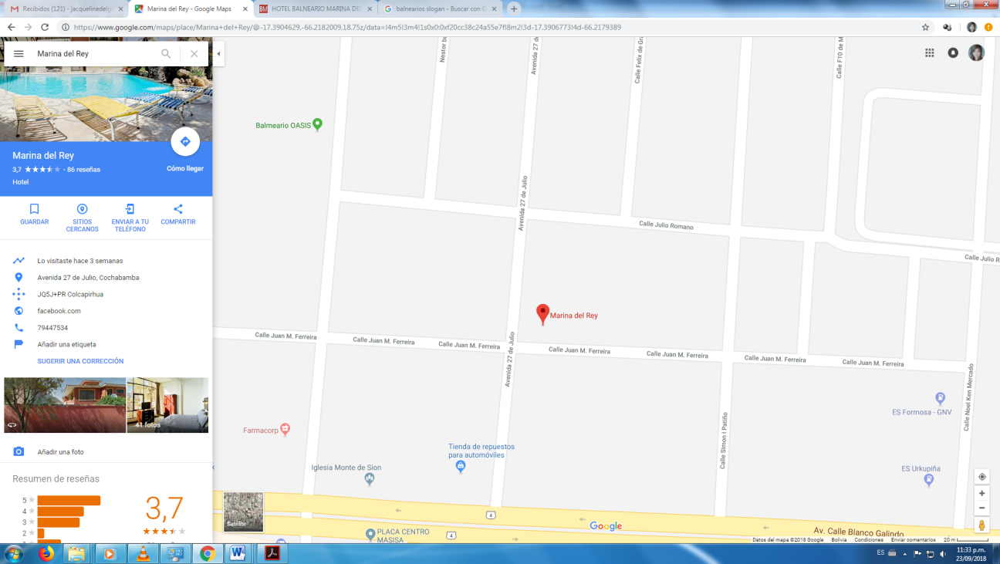 Recibidos (121) - jacquelinedelg
Marina del Rey - Google Maps
HOTEL BALNEARIO MARINA DEL
balnearios slogan - Buscar con G
https://www.google.com/maps/place/Marina+del+Rey/@-17.3904629,-66.2182009,18.75z/data=!4m5!3m4!1s0x0:0xf20cc38c24a55e7f!8m2!3d-17.3906773!4d-66.2179389
Marina del Rey
Marina del Rey
3,7
- 86 reseñas
Hotel
Cómo llegar
GUARDAR
SITIOS
CERCANOS
ENVIAR A TU
TELÉFONO
COMPARTIR
Lo visitaste hace 3 semanas
Avenida 27 de Julio, Cochabamba
JQ5J+PR Colcapirhua
facebook.com
79447534
Añadir una etiqueta
SUGERIR UNA CORRECCIÓN
41 fotos
Añadir una foto
Resumen de reseñas
5
4
3
2
3,7
Balmeario OASIS
Avenida 27 de Julio
Calle Felix de Gra
Calle F10 de M
Avenida 27 de Julio
Calle Julio Romano
Calle Julio R
Marina del Rey
Calle Juan M. Ferreira
Calle Juan M. Ferreira
Calle Juan M. Ferreira
Calle Juan M. Ferreira
Calle Juan M. Ferreira
Calle Juan M. Ferreira
Calle Juan M. Ferreira
Avenida 27 de Julio
Calle Simon I Patiño
Calle Noel Ken Mercado
ES Formosa - GNV
ES Urkupiña
Farmacorp
Tienda de repuestos
para automóviles
Iglesia Monte de Sion
Satélite
4
4
PLACA CENTRO
MASISA
Google
Av. Calle Blanco Galindo
Datos del mapa ©2018 Google
Bolivia
Condiciones
Enviar comentarios
20 m
ES
11:33 p.m.
23/09/2018